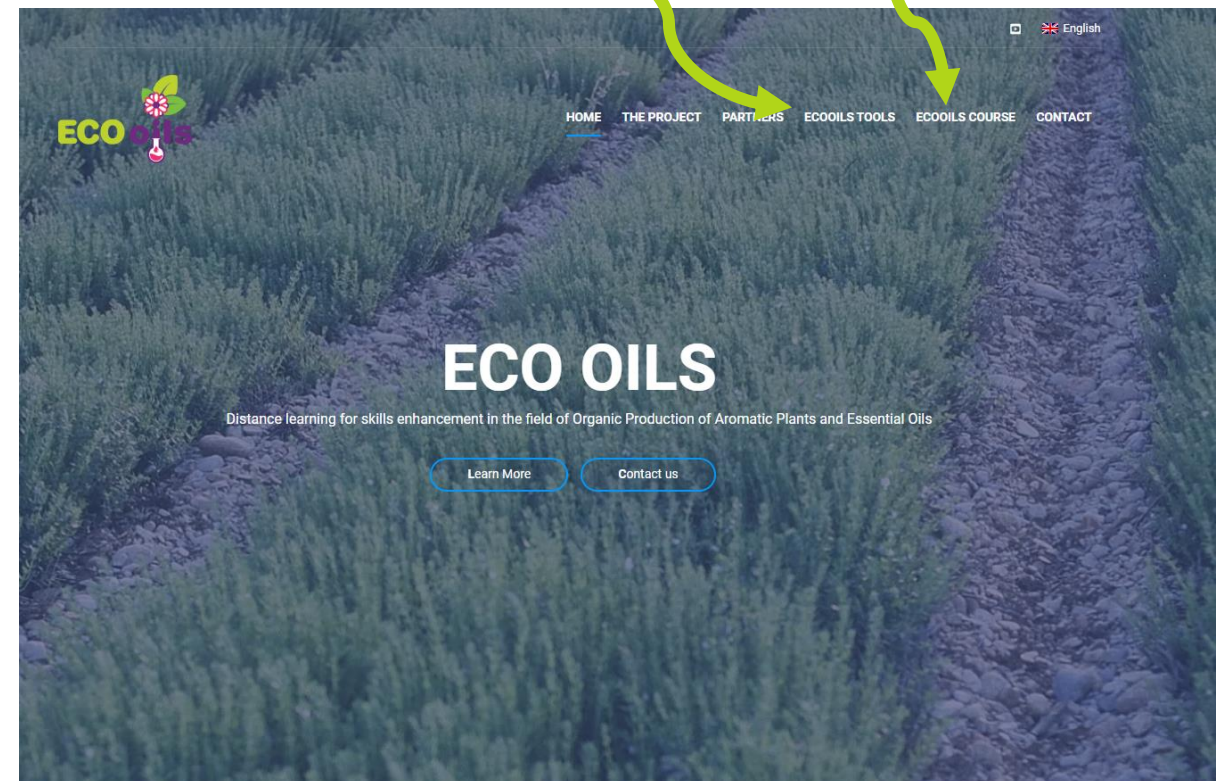 English
ECO oils
HOME THE PROJECT PARTNERS ECOOILS TOOLS ECOOILS COURSE CONTACT
ECO OILS
Distance learning for skills enhancement in the field of Organic Production of Aromatic Plants and Essential Oils
Learn More Contact us